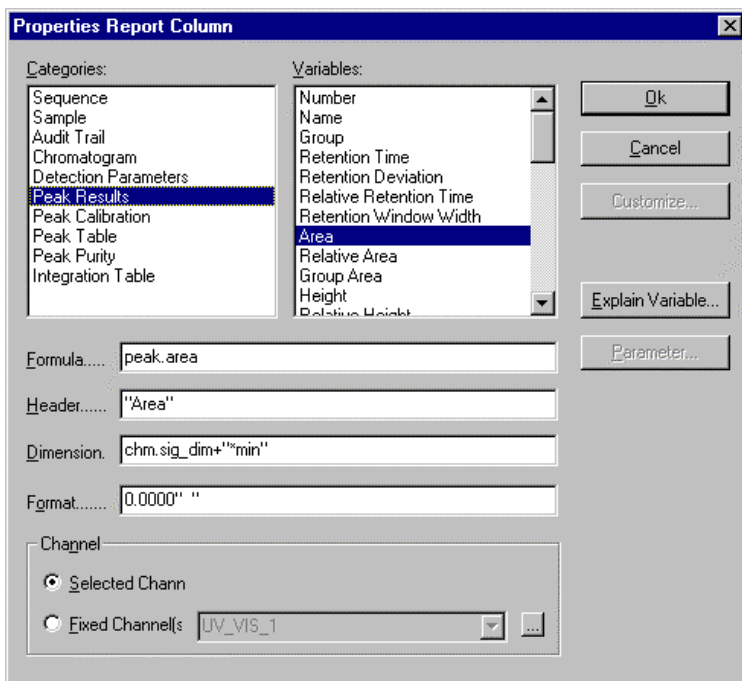 Properties Report Column
Categories:
Sequence
Sample
Audit Trail
Chromatogram
Detection Parameters
Peak Results
Peak Calibration
Peak Table
Peak Purity
Integration Table
Variables:
Number
Name
Group
Retention Time
Retention Deviation
Relative Retention Time
Retention Window Width
Area
Relative Area
Group Area
Height
Relative Height
Ok
Cancel
Customize...
Explain Variable...
Parameter...
Formula..... peak.area
Header...... "Area"
Dimension. chm.sig_dim+"*min"
Format....... 0.0000" "
Channel
Selected Chann
Fixed Channel(s UV_VIS_1 ...